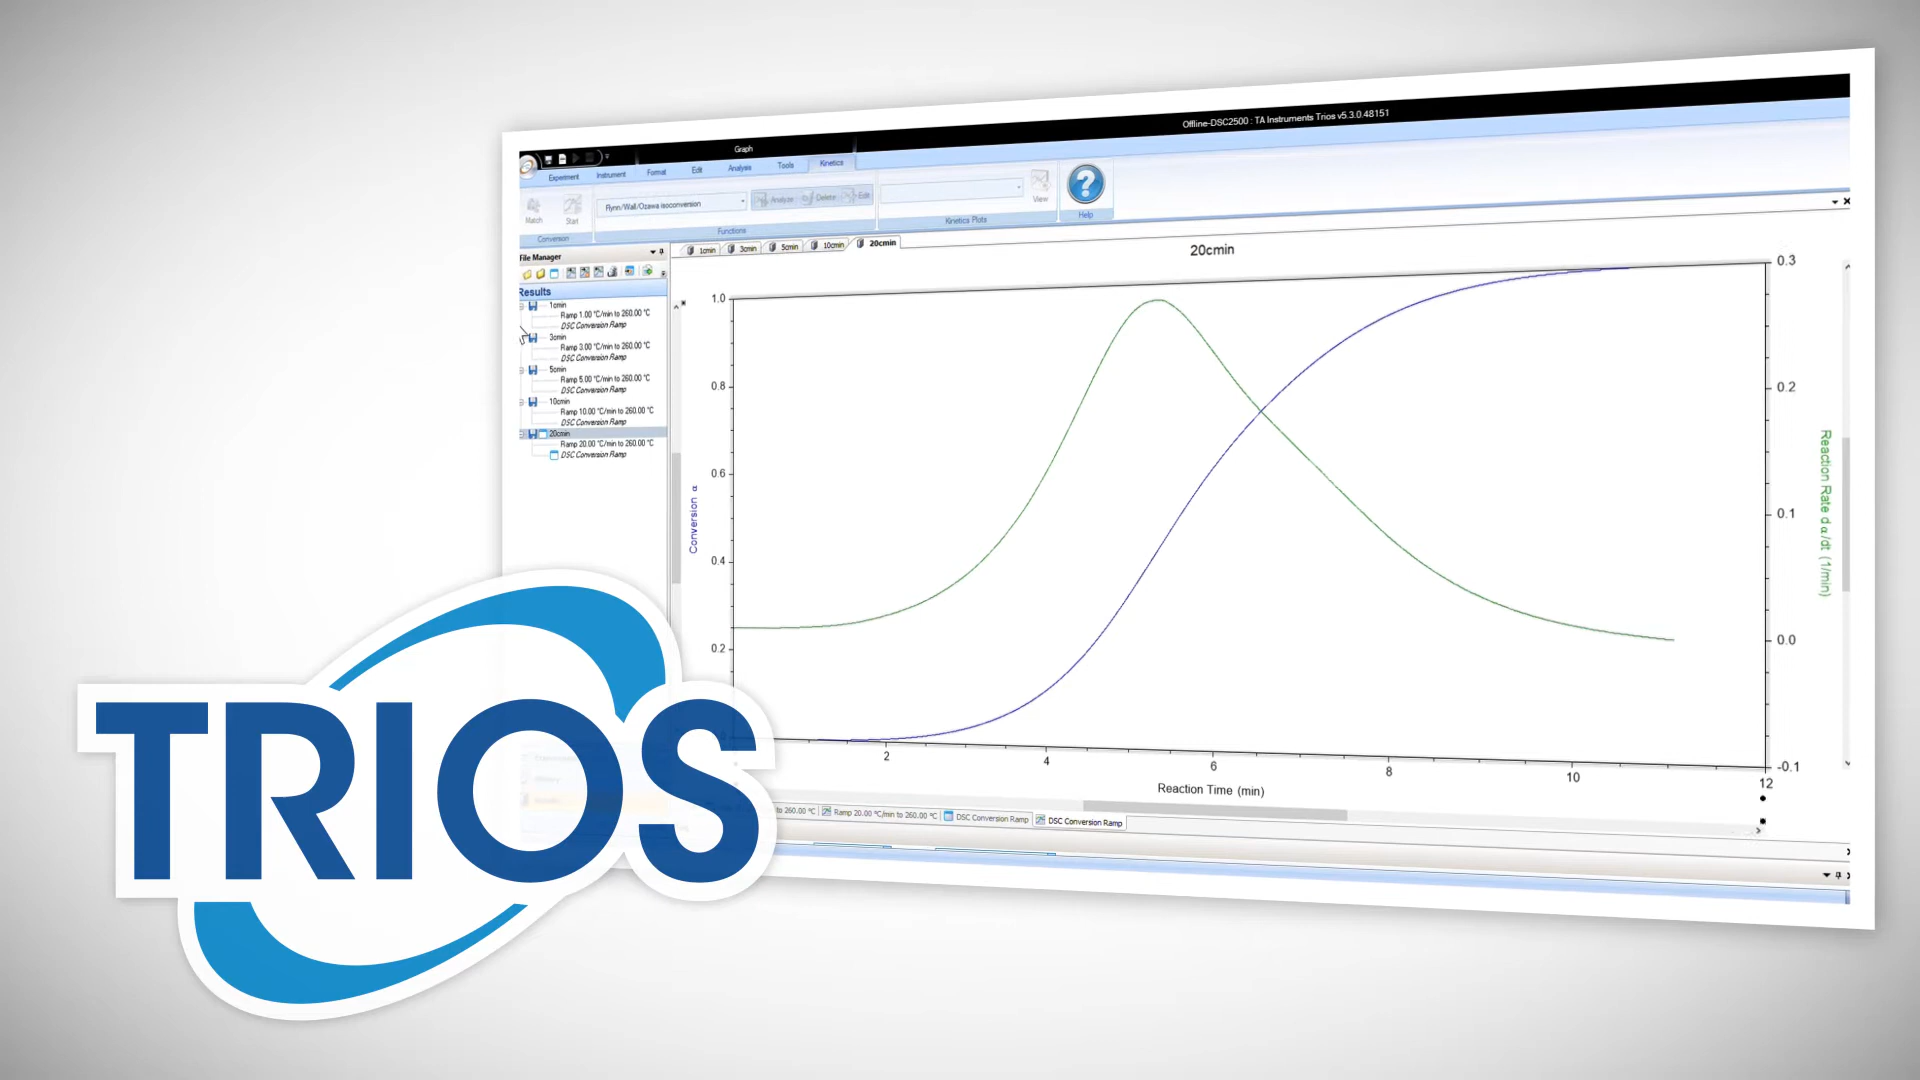 Offline-DSC2500 : TA Instruments Trios v5.3.0.48151
Graph
Experiment Instrument Format Edit Analysis Tools Kinetics
Flynn/Wall/Ozawa isoconversion
Analyze Delete Edit
Match Start View
Conversion Functions Kinetics Plots Help
File Manager
1cmin 3cmin 5cmin 10cmin 20cmin
20cmin
Results
1cmin
Ramp 1.00 °C/min to 260.00 °C
DSC Conversion Ramp
3cmin
Ramp 3.00 °C/min to 260.00 °C
DSC Conversion Ramp
5cmin
Ramp 5.00 °C/min to 260.00 °C
DSC Conversion Ramp
10cmin
Ramp 10.00 °C/min to 260.00 °C
DSC Conversion Ramp
20cmin
Ramp 20.00 °C/min to 260.00 °C
DSC Conversion Ramp
1.0
0.8
0.6
0.4
0.2
Conversion α
0.3
0.2
0.1
0.0
-0.1
Reaction Rate d α/dt (1/min)
2 4 6 8 10 12
Reaction Time (min)
to 260.00 °C Ramp 20.00 °C/min to 260.00 °C DSC Conversion Ramp DSC Conversion Ramp
TRIOS